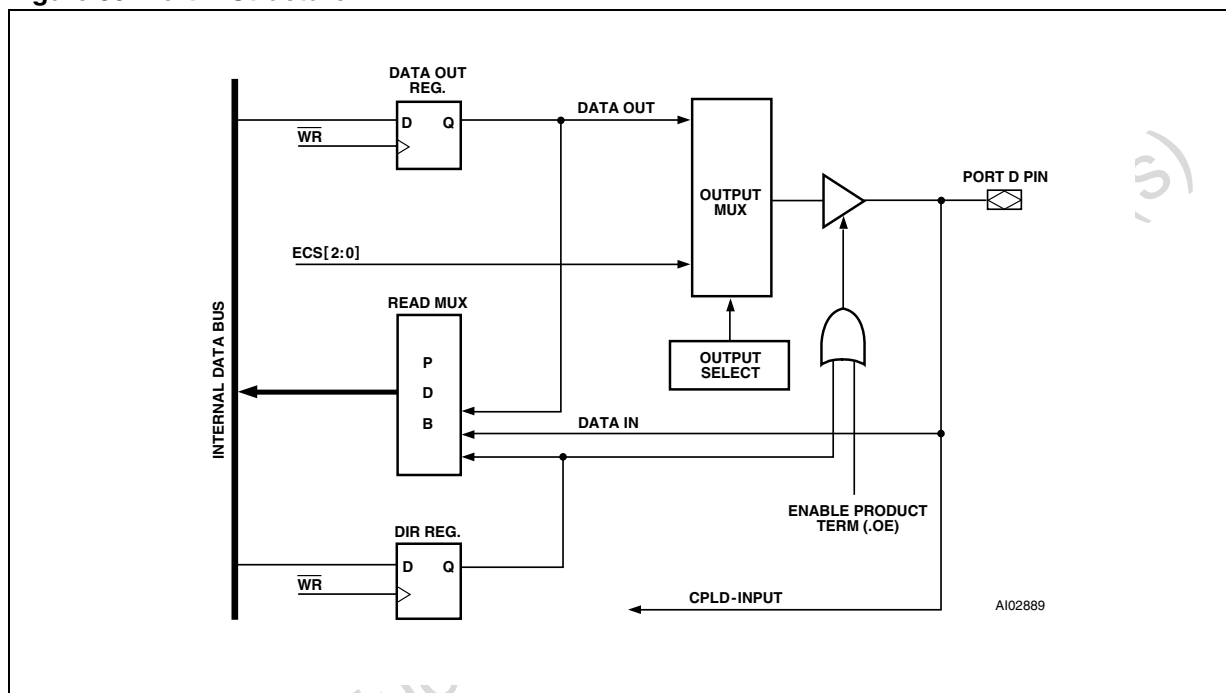 DATA OUT
REG.
D Q
WR
DATA OUT
OUTPUT
MUX
PORT D PIN
ECS[2:0]
READ MUX
P
D
B
INTERNAL DATA BUS
OUTPUT
SELECT
DATA IN
ENABLE PRODUCT
TERM (.OE)
DIR REG.
D Q
WR
CPLD-INPUT
AI02889